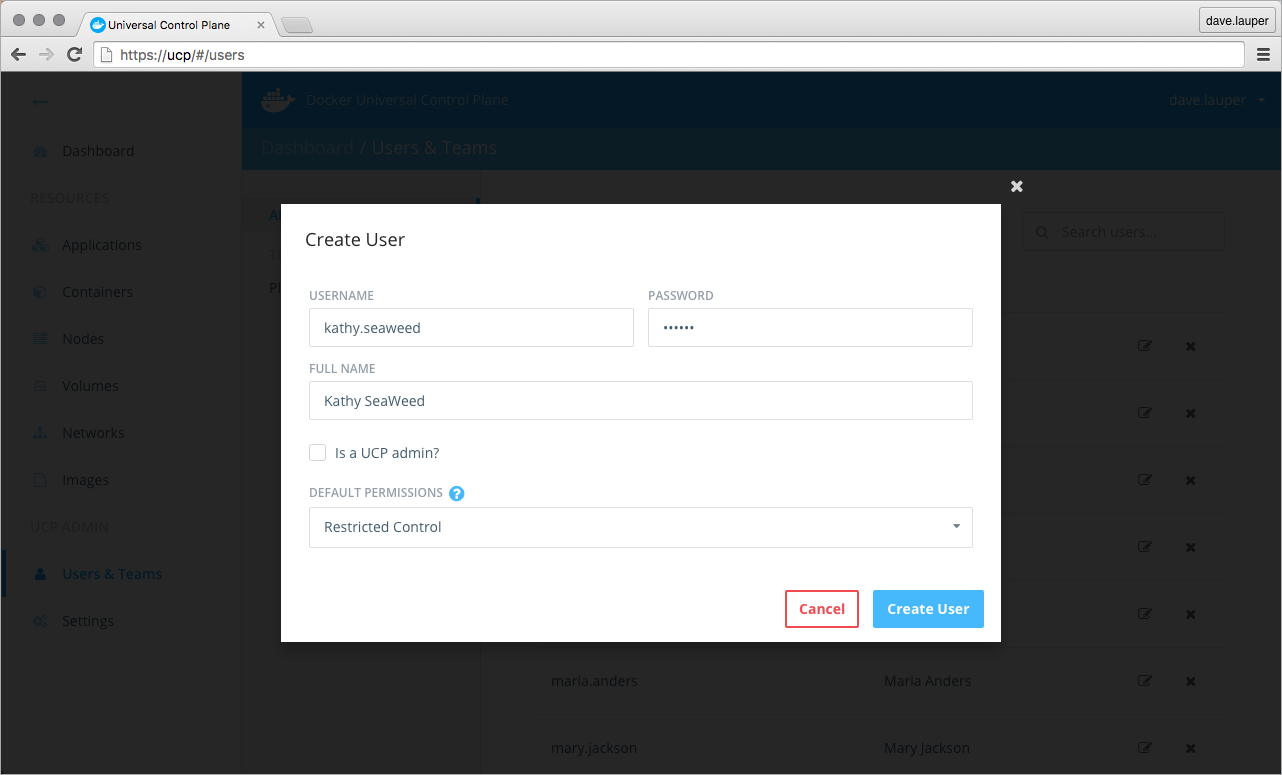 Universal Control Plane
dave.lauper
https://ucp/#/users
Docker Universal Control Plane
dave.lauper
Dashboard
Dashboard / Users & Teams
RESOURCES
Search users...
Create User
Applications
USERNAME PASSWORD
Containers
kathy.seaweed ••••••
Nodes
FULL NAME
Volumes
Kathy SeaWeed
Networks
Is a UCP admin?
Images
DEFAULT PERMISSIONS ?
UCP ADMIN
Restricted Control
Users & Teams
Cancel Create User
Settings
maria.anders Maria Anders
mary.jackson Mary Jackson